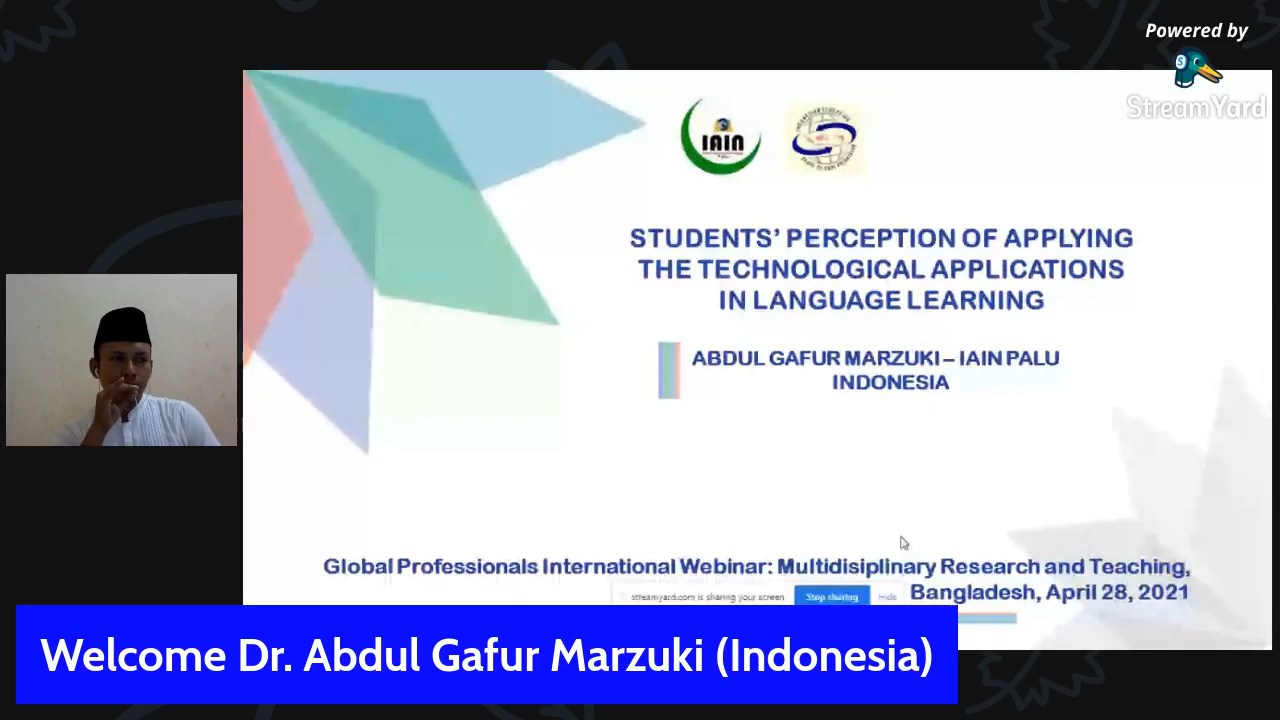 Powered by
StreamYard
IAIN
STUDENTS' PERCEPTION OF APPLYING
THE TECHNOLOGICAL APPLICATIONS
IN LANGUAGE LEARNING
ABDUL GAFUR MARZUKI – IAIN PALU
INDONESIA
Global Professionals International Webinar: Multidisiplinary Research and Teaching,
Bangladesh, April 28, 2021
streamyard.com is sharing your screen.
Stop sharing
Hide
Welcome Dr. Abdul Gafur Marzuki (Indonesia)